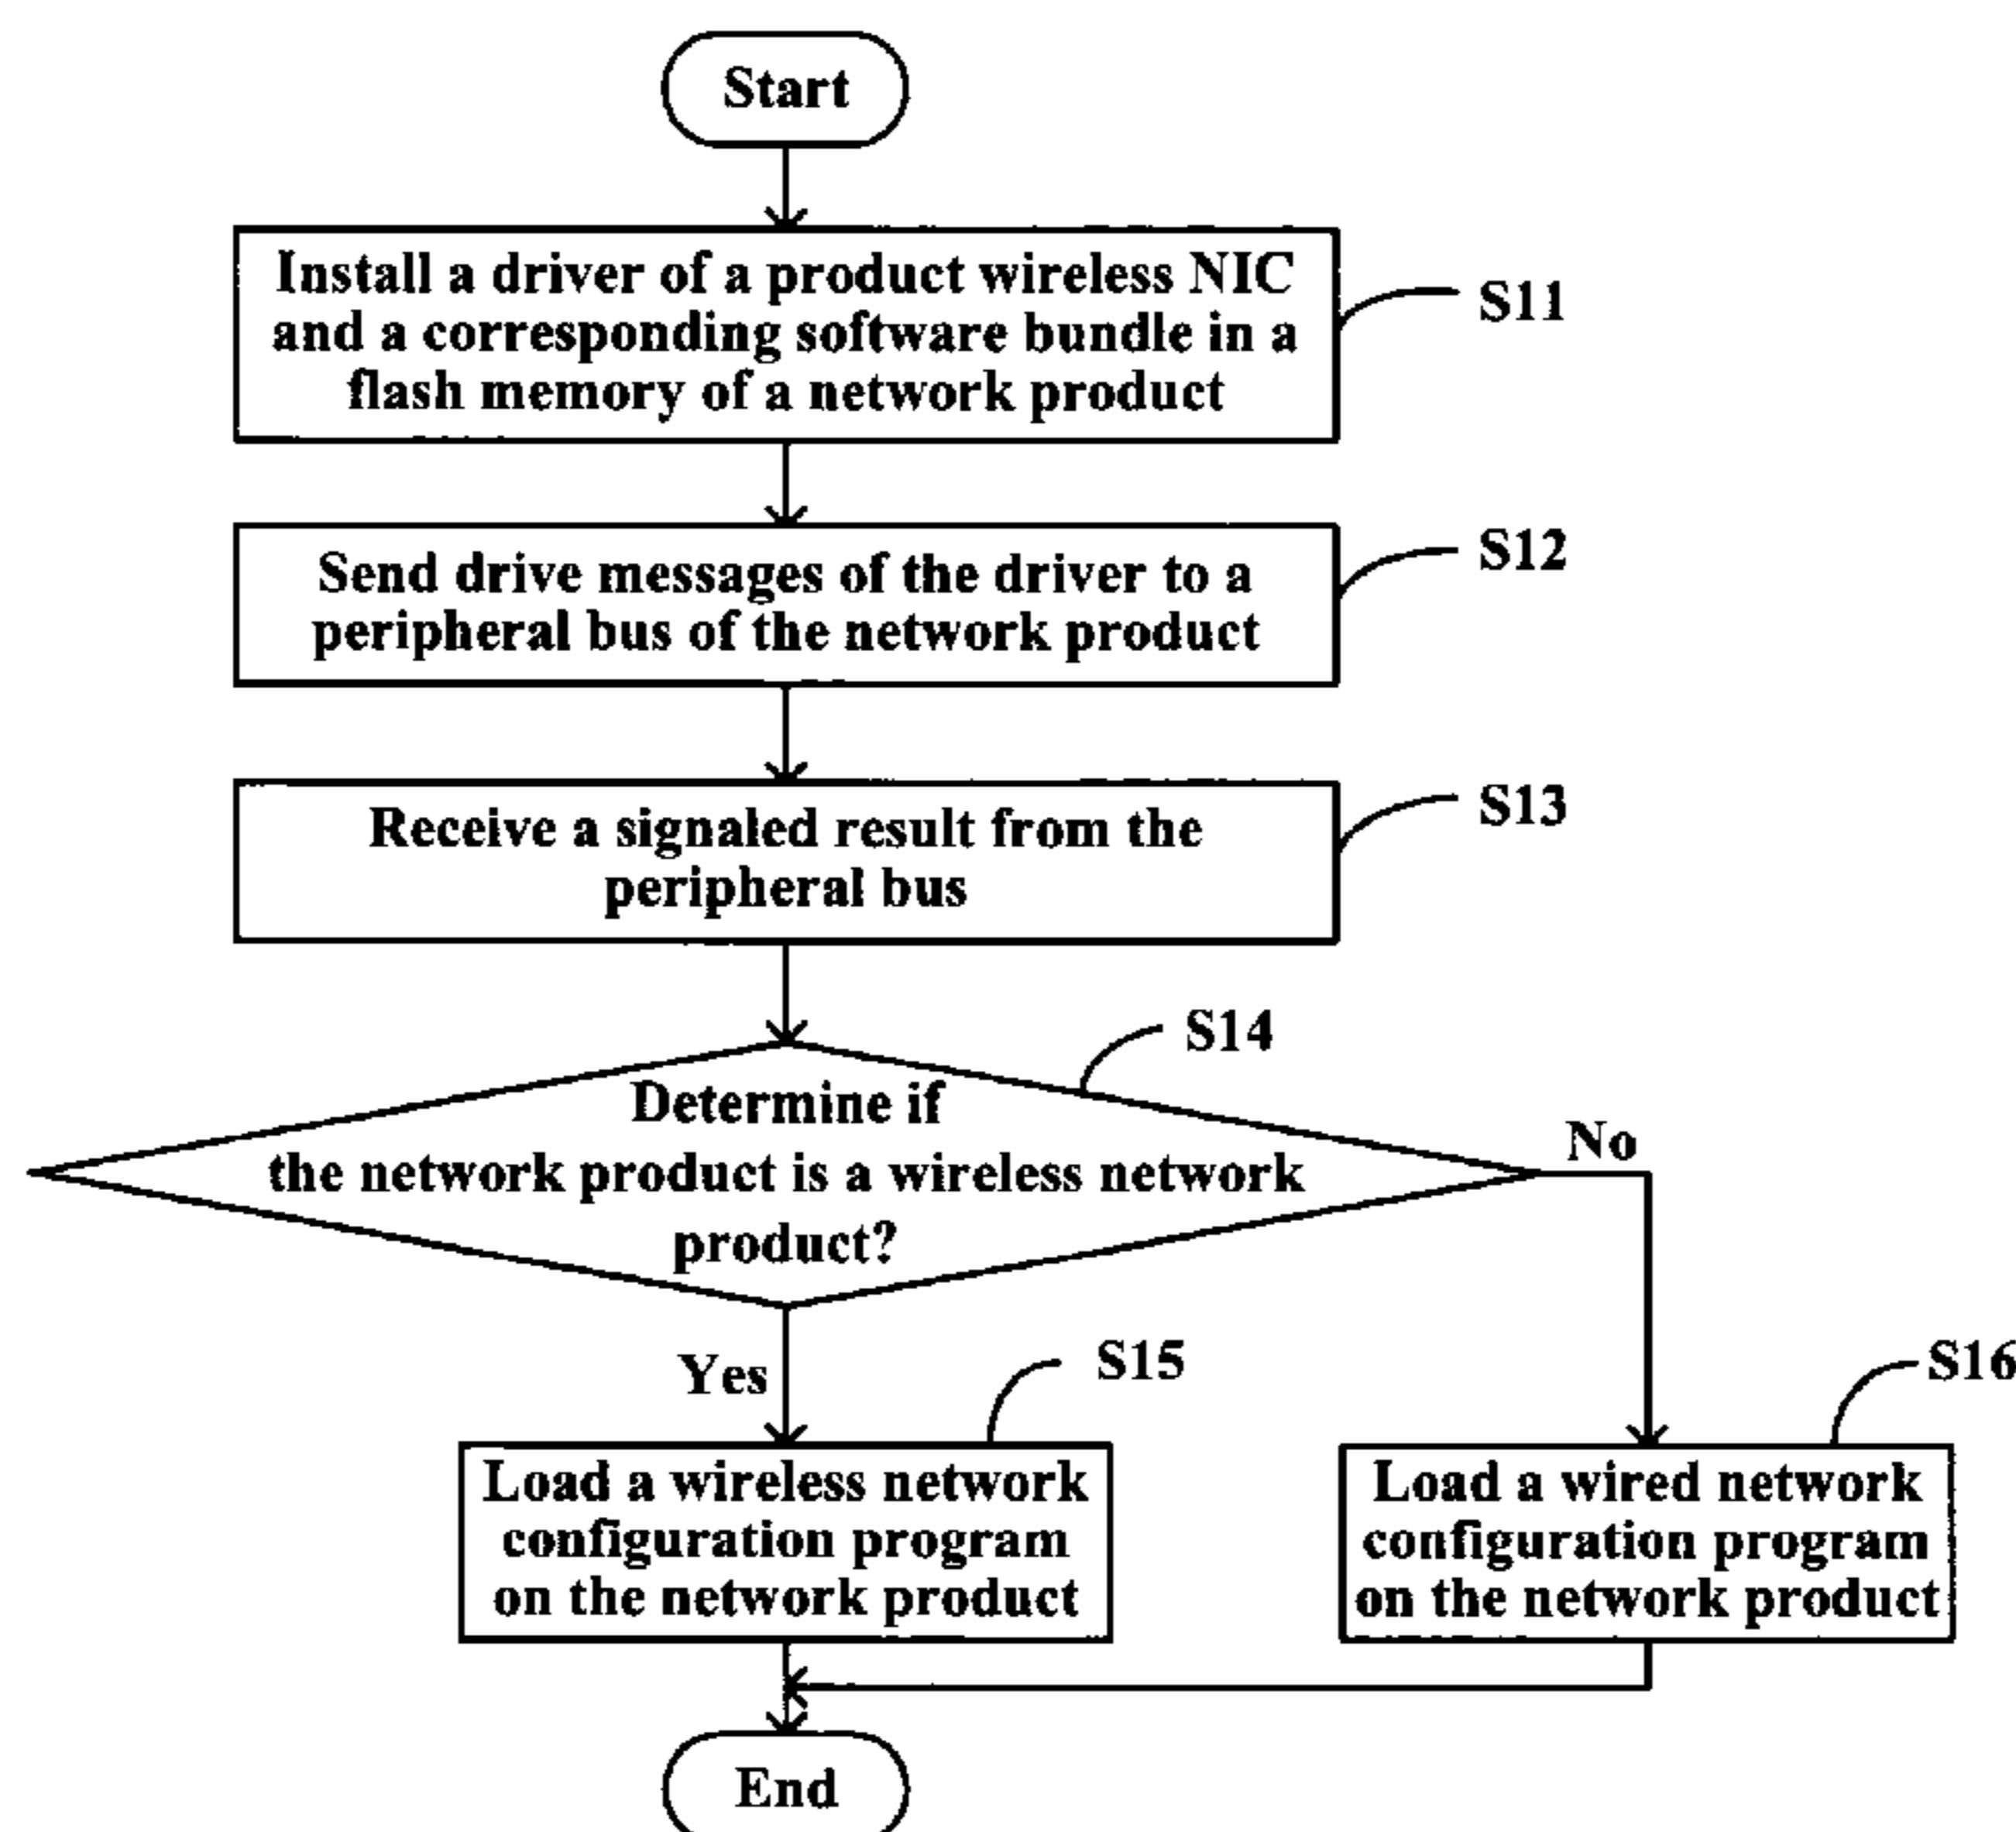 Start
Install a driver of a product wireless NIC
and a corresponding software bundle in a
flash memory of a network product
S11
Send drive messages of the driver to a
peripheral bus of the network product
S12
Receive a signaled result from the
peripheral bus
S13
Determine if
the network product is a wireless network
product?
S14
No
Yes
S15
Load a wireless network
configuration program
on the network product
S16
Load a wired network
configuration program
on the network product
End